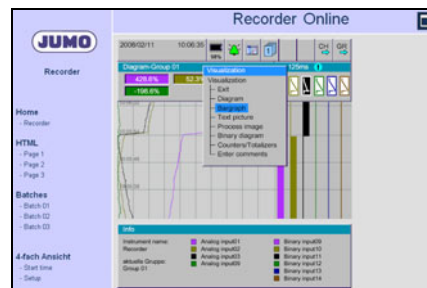 Recorder Online
JUMO
Recorder
Home
- Recorder
HTML
- Page 1
- Page 2
- Page 3
Batches
- Batch 01
- Batch 02
- Batch 03
4-fach Ansicht
- Start time
- Setup
2008/02/11 10:06:35 CH GR
Diagram-Group 01 125ms
428.8% 52.3%
-196.6%
Visualization
Visualization
Exit
Diagram
Bargraph
Text picture
Process image
Binary diagram
Counters/Totalizers
Enter comments
Info
Instrument name:
Recorder
aktuelle Gruppe:
Group 01
Analog input01
Analog input02
Analog input03
Binary input09
Binary input10
Binary input11
Binary input12
Binary input13
Binary input14